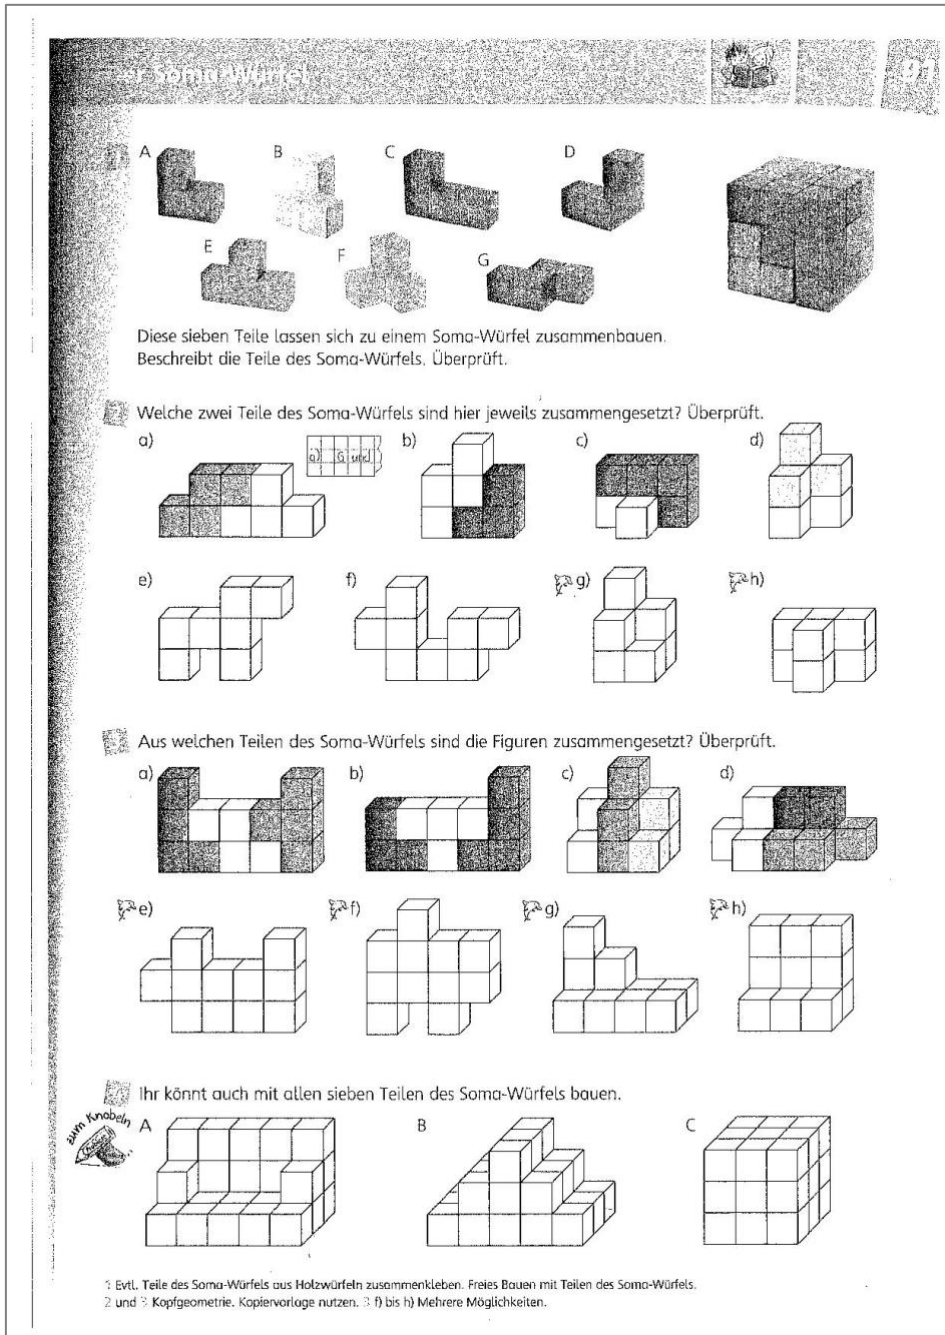 er Soma-Würfel
91
A B C D
E F G
Diese sieben Teile lassen sich zu einem Soma-Würfel zusammenbauen.
Beschreibt die Teile des Soma-Würfels. Überprüft.
Welche zwei Teile des Soma-Würfels sind hier jeweils zusammengesetzt? Überprüft.
a) b) c) d)
a) G und
e) f) g) h)
Aus welchen Teilen des Soma-Würfels sind die Figuren zusammengesetzt? Überprüft.
a) b) c) d)
e) f) g) h)
Ihr könnt auch mit allen sieben Teilen des Soma-Würfels bauen.
zum Knobeln
A B C
1 Evtl. Teile des Soma-Würfels aus Holzwürfeln zusammenkleben. Freies Bauen mit Teilen des Soma-Würfels.
2 und 3 Kopfgeometrie. Kopiervorlage nutzen. 3 f) bis h) Mehrere Möglichkeiten.